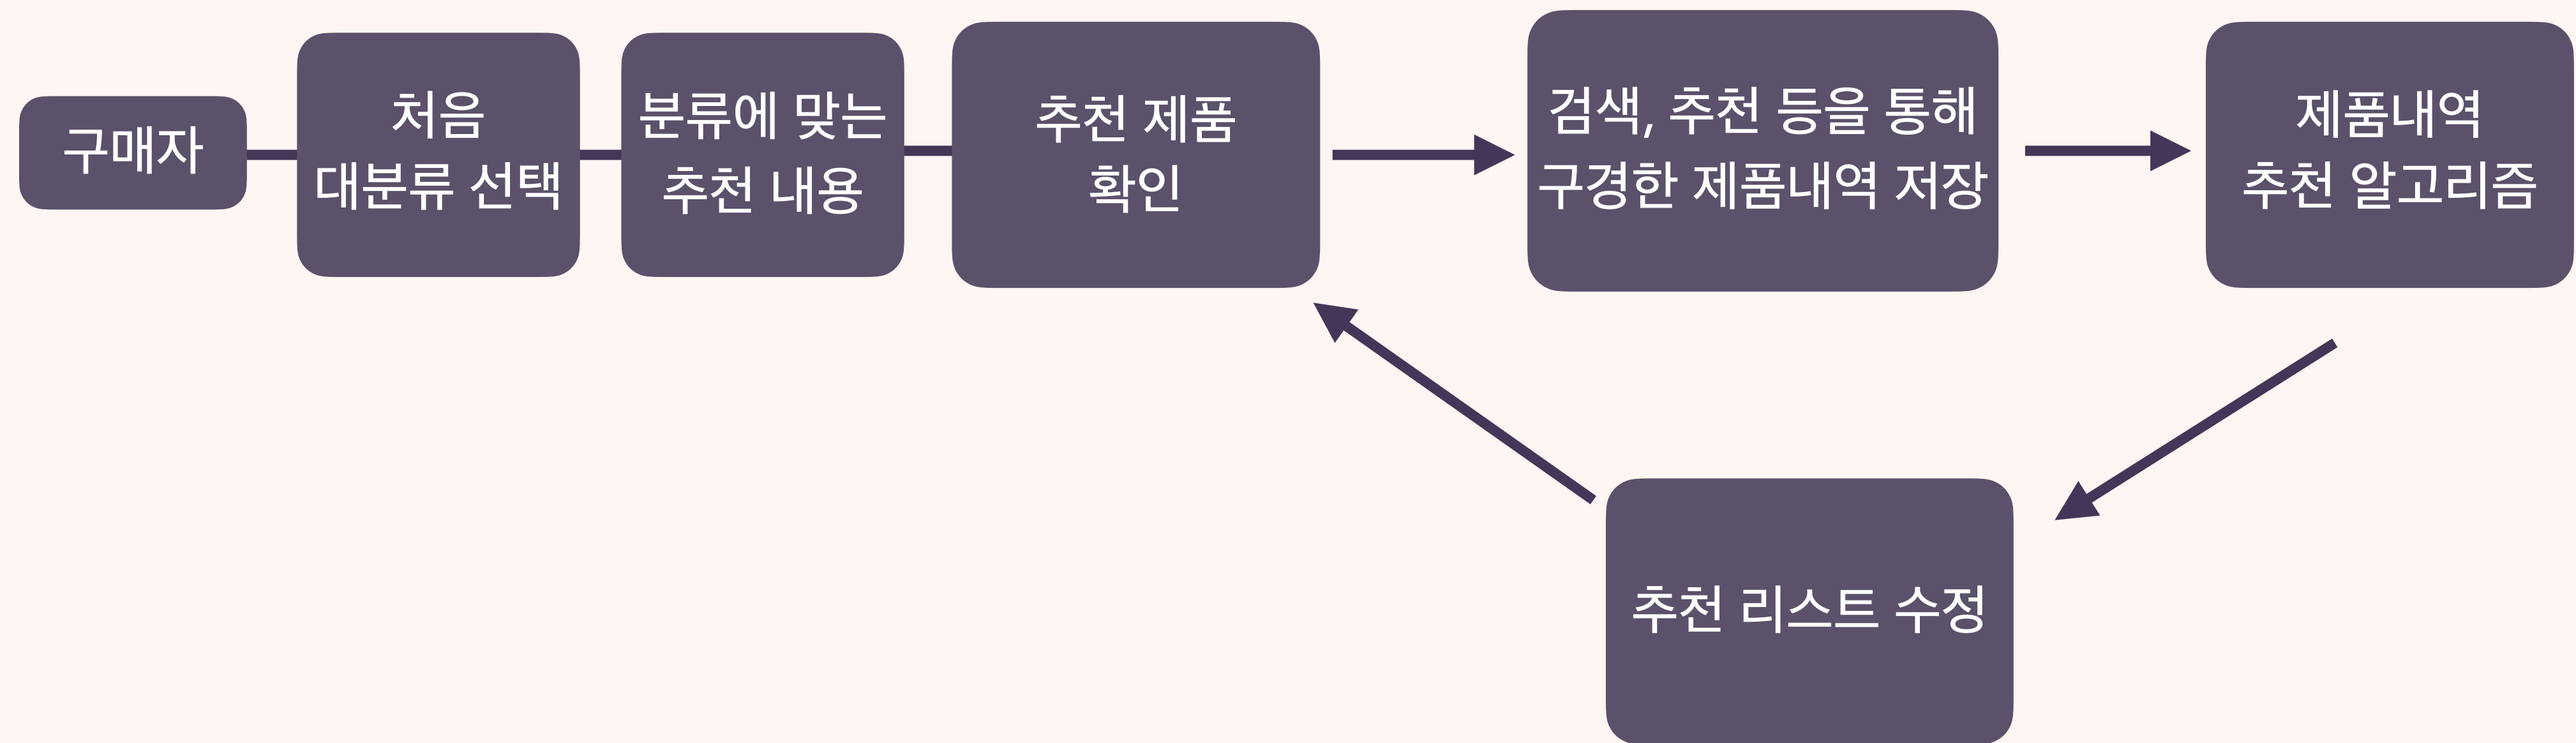 구매자
처음
대분류 선택
분류에 맞는
추천 내용
추천 제품
확인
검색, 추천 등을 통해
구경한 제품내역 저장
제품내역
추천 알고리즘
추천 리스트 수정